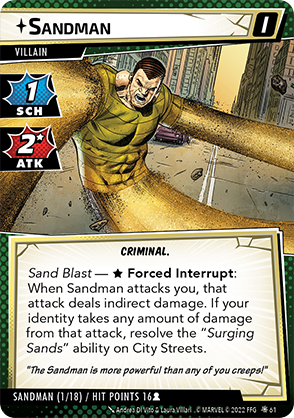 SANDMAN
I
VILLAIN
1
SCH
2*
ATK
CRIMINAL.
Sand Blast — ★ Forced Interrupt:
When Sandman attacks you, that
attack deals indirect damage. If your
identity takes any amount of damage
from that attack, resolve the “Surging
Sands” ability on City Streets.
"The Sandman is more powerful than any of you creeps!"
SANDMAN (1/18) / HIT POINTS 16
Andrea Di Vito & Laura Villari. © MARVEL © 2022 FFG 61